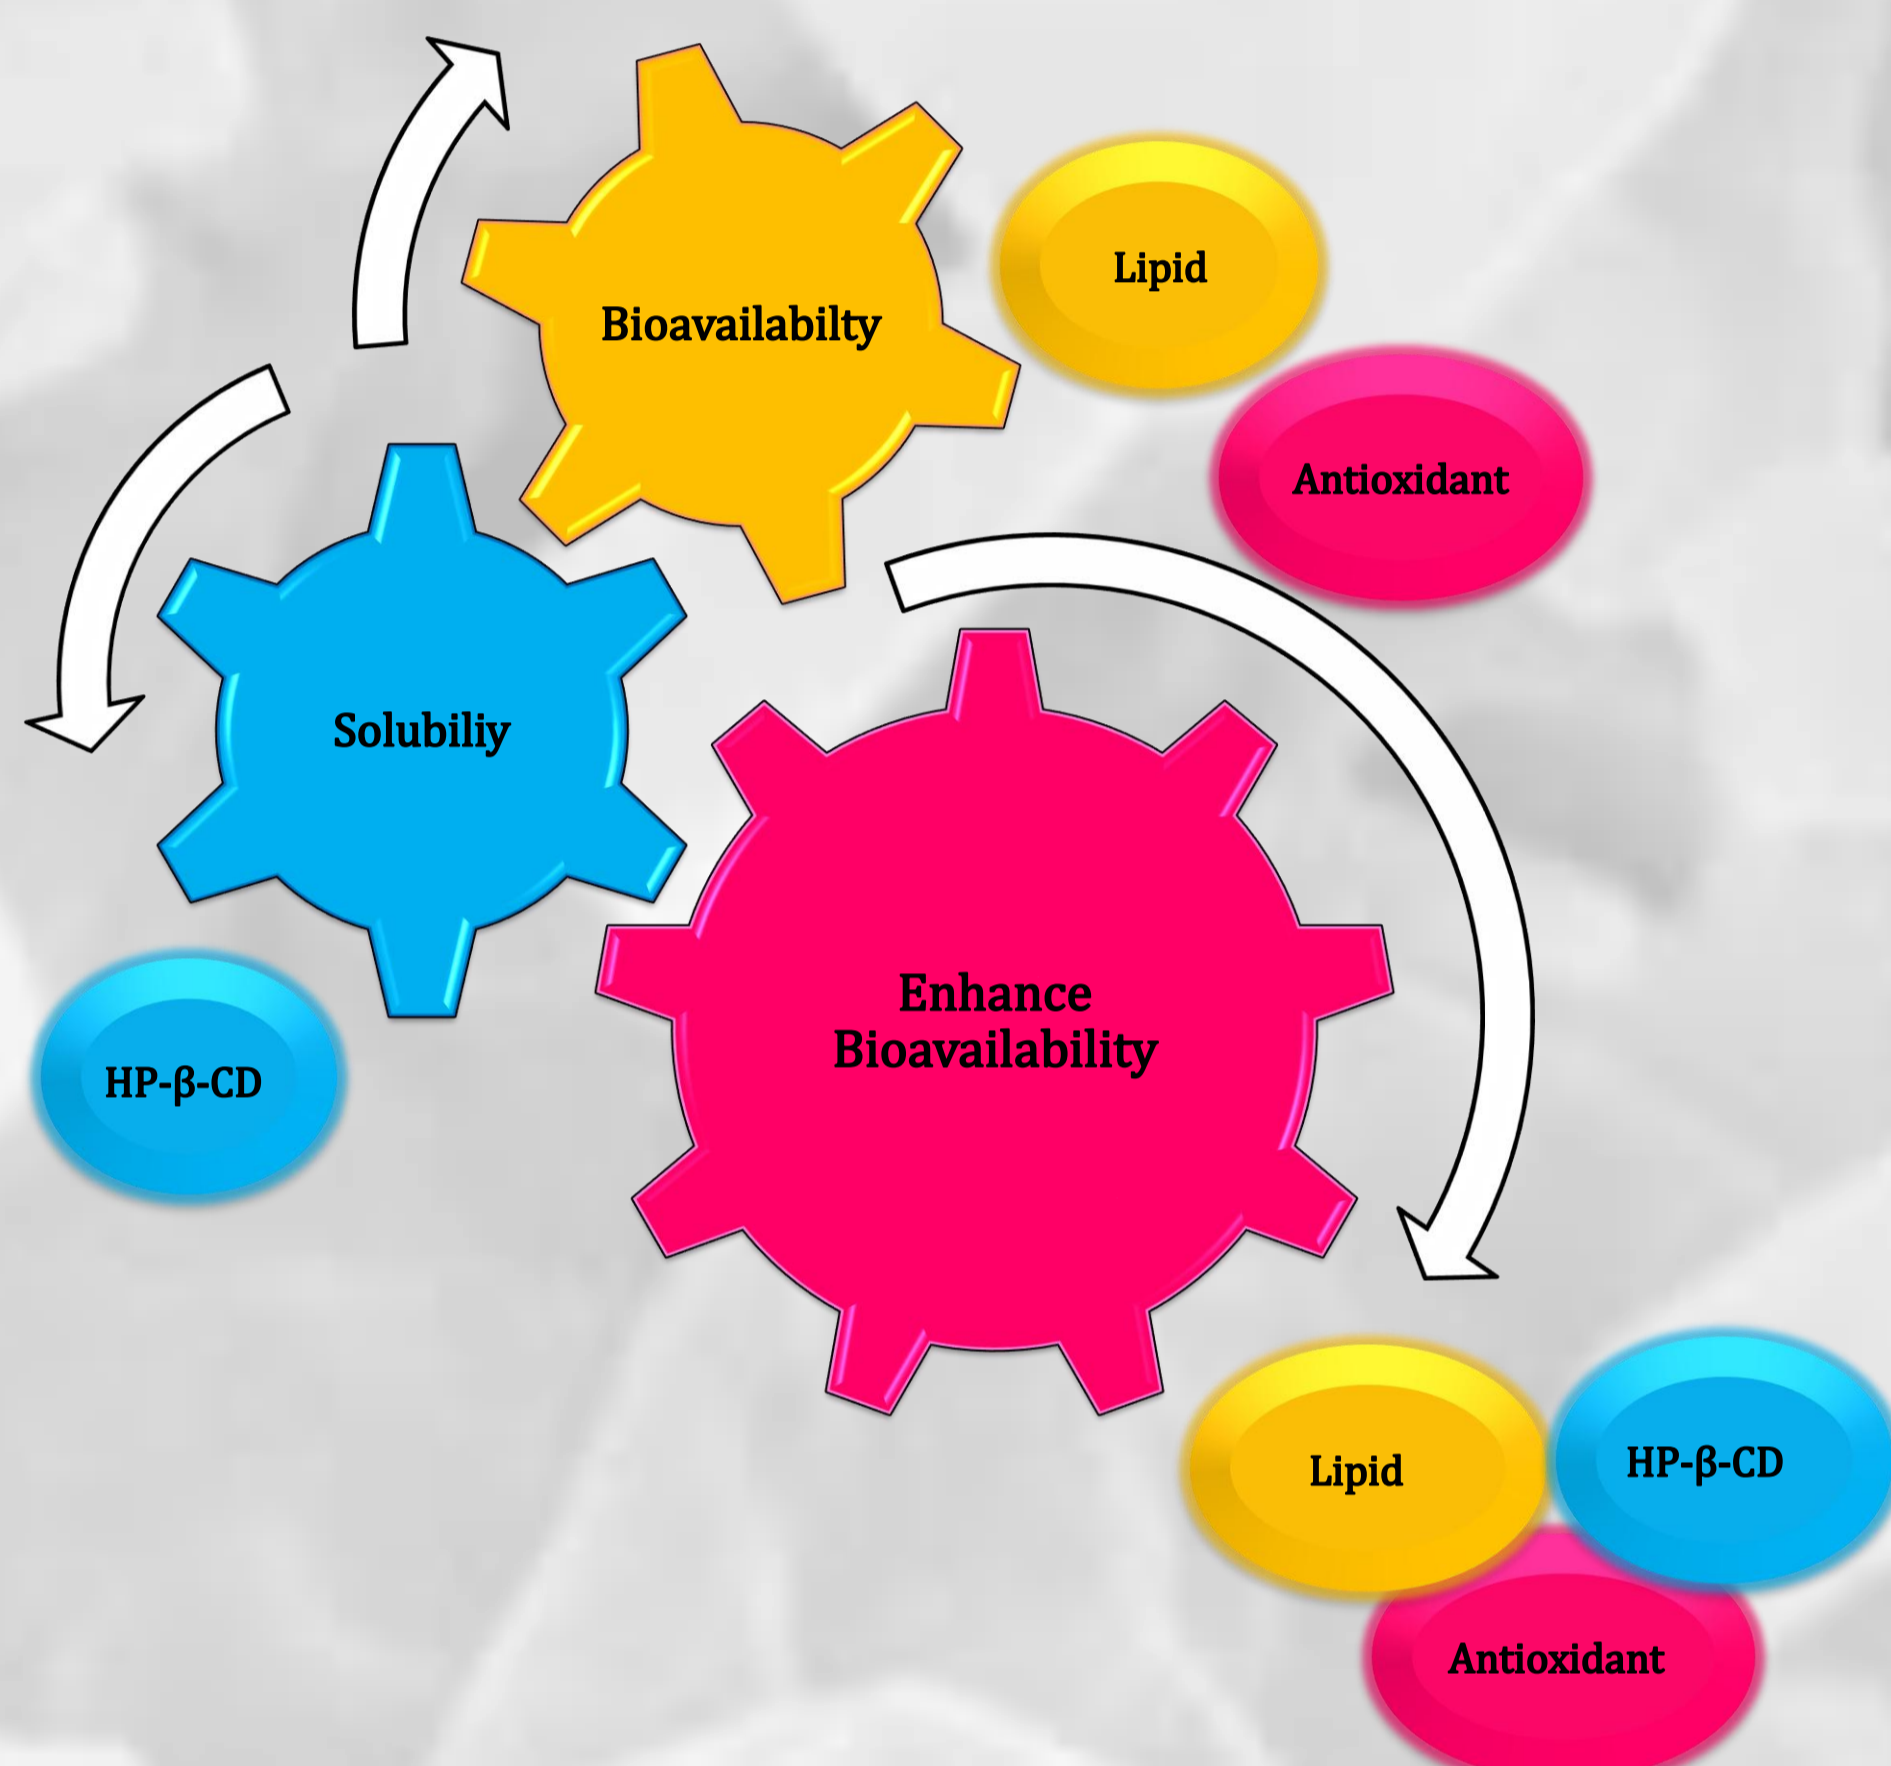 Bioavailabilty
Lipid
Antioxidant
Solubiliy
HP-β-CD
Enhance
Bioavailability
Lipid
HP-β-CD
Antioxidant